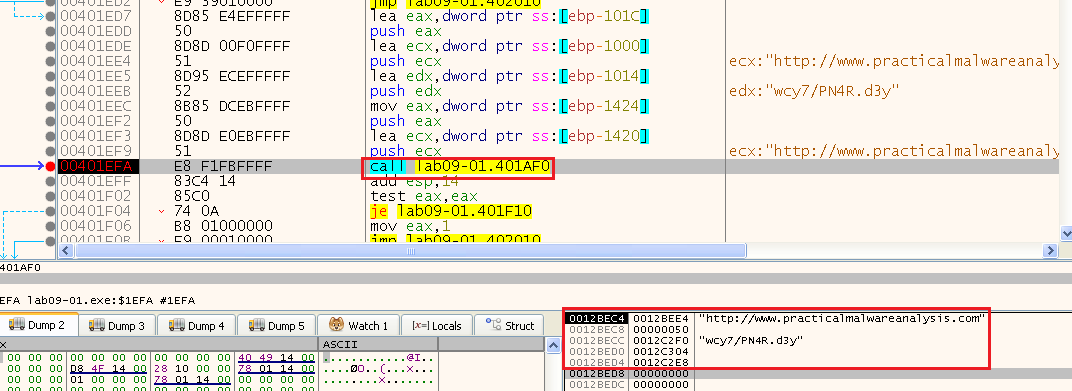 00401ED2 E9 39010000 jmp lab09-01.402010
00401ED7 8D85 E4EFFFFF lea eax,dword ptr ss:[ebp-101C]
00401EDD 50 push eax
00401EDE 8D8D 00F0FFFF lea ecx,dword ptr ss:[ebp-1000]
00401EE4 51 push ecx ecx:"http://www.practicalmalwareanaly
00401EE5 8D95 ECEFFFFF lea edx,dword ptr ss:[ebp-1014]
00401EEB 52 push edx edx:"wcy7/PN4R.d3y"
00401EEC 8B85 DCEBFFFF mov eax,dword ptr ss:[ebp-1424]
00401EF2 50 push eax
00401EF3 8D8D E0EBFFFF lea ecx,dword ptr ss:[ebp-1420]
00401EF9 51 push ecx ecx:"http://www.practicalmalwareanaly
00401EFA E8 F1FBFFFF call lab09-01.401AF0
00401EFF 83C4 14 add esp,14
00401F02 85C0 test eax,eax
00401F04 74 0A je lab09-01.401F10
00401F06 B8 01000000 mov eax,1
00401F0B E9 00010000 jmp lab09-01.402010
401AF0
EFA lab09-01.exe:$1EFA #1EFA
Dump 2 Dump 3 Dump 4 Dump 5 Watch 1 [x=] Locals Struct
x ASCII
00 00 00 00 00 00 00 00 00 00 00 00 40 49 14 00 ............@I..
00 00 00 00 D8 4F 14 00 28 10 00 00 78 01 14 00 ....ØO..(...x...
00 00 00 00 01 00 00 00 78 01 14 00 00 00 00 00 ........x.......
0012BEC4 0012BEE4 "http://www.practicalmalwareanalysis.com"
0012BEC8 00000050
0012BECC 0012C2F0 "wcy7/PN4R.d3y"
0012BED0 0012C304
0012BED4 0012C2E8
0012BED8 00000000
0012BEDC 00000000